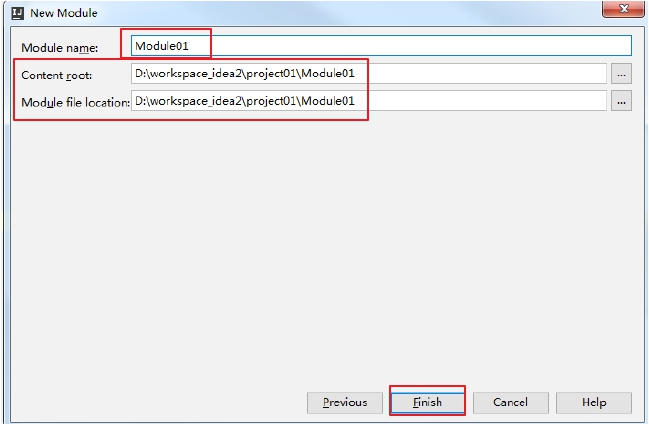 New Module
Module name: Module01
Content root: D:\workspace_idea2\project01\Module01 ...
Module file location: D:\workspace_idea2\project01\Module01 ...
Previous Finish Cancel Help